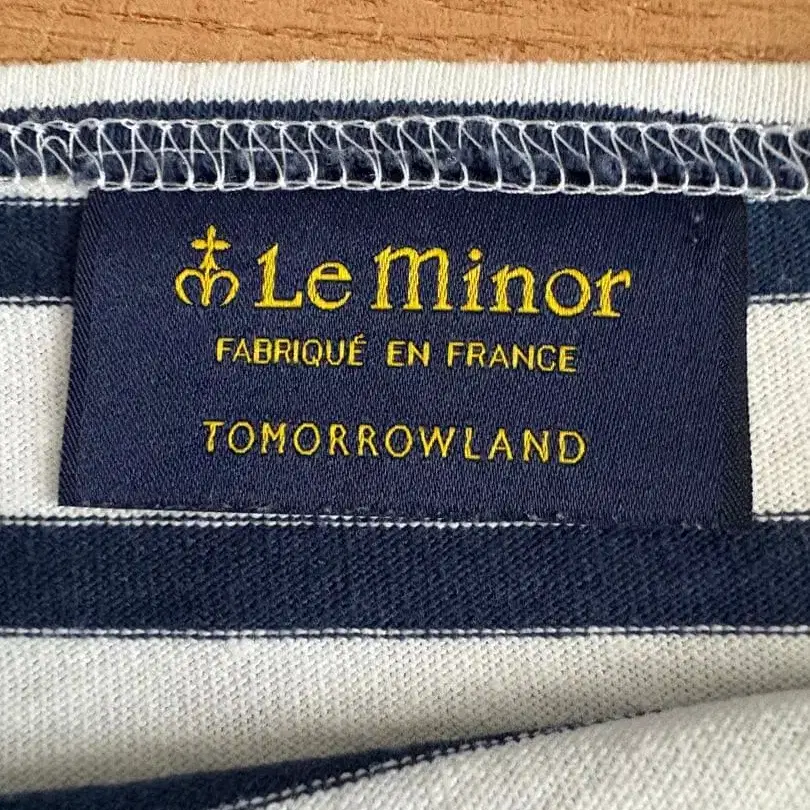 Le Minor
FABRIQUÉ EN FRANCE
TOMORROWLAND